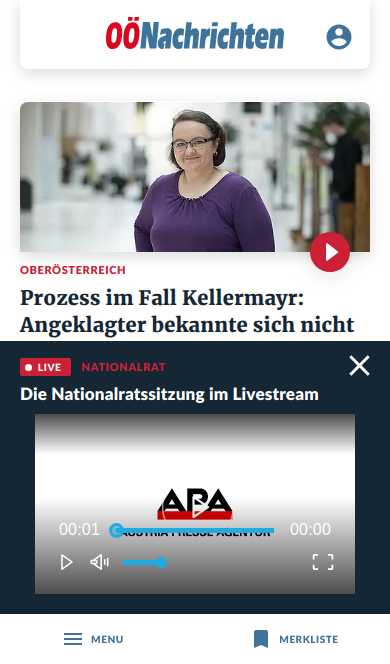 OÖNachrichten
OBERÖSTERREICH
Prozess im Fall Kellermayr:
Angeklagter bekannte sich nicht
LIVE NATIONALRAT
Die Nationalratssitzung im Livestream
APA
AUSTRIA PRESSE AGENTUR
00:01 00:00
MENU MERKLISTE